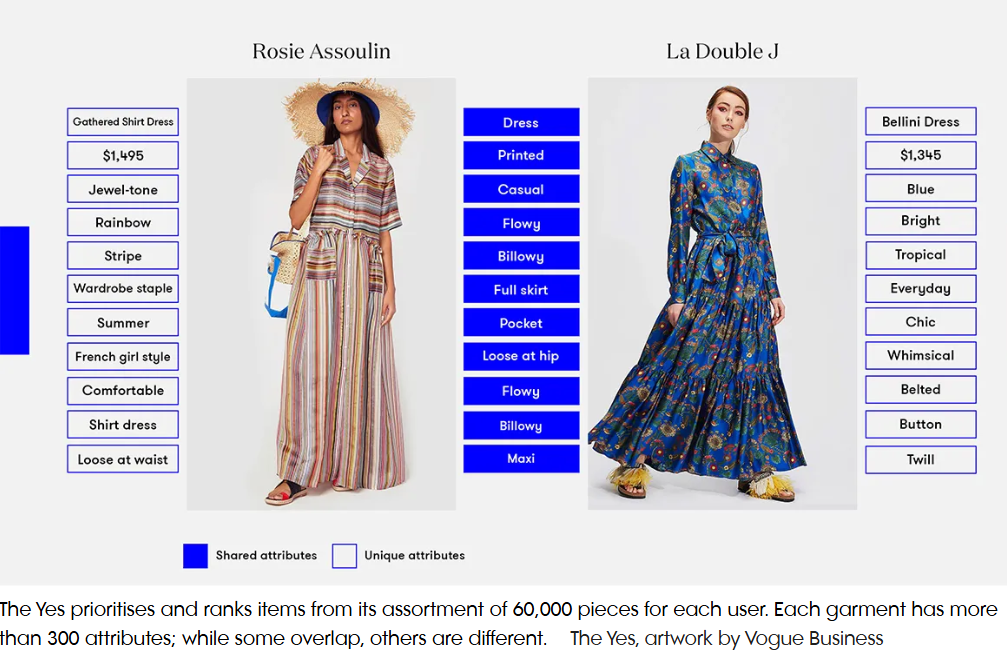 Rosie Assoulin
La Double J
Gathered Shirt Dress
$1,495
Jewel-tone
Rainbow
Stripe
Wardrobe staple
Summer
French girl style
Comfortable
Shirt dress
Loose at waist
Dress
Printed
Casual
Flowy
Billowy
Full skirt
Pocket
Loose at hip
Flowy
Billowy
Maxi
Bellini Dress
$1,345
Blue
Bright
Tropical
Everyday
Chic
Whimsical
Belted
Button
Twill
Shared attributes
Unique attributes
The Yes prioritises and ranks items from its assortment of 60,000 pieces for each user. Each garment has more
than 300 attributes; while some overlap, others are different. The Yes, artwork by Vogue Business